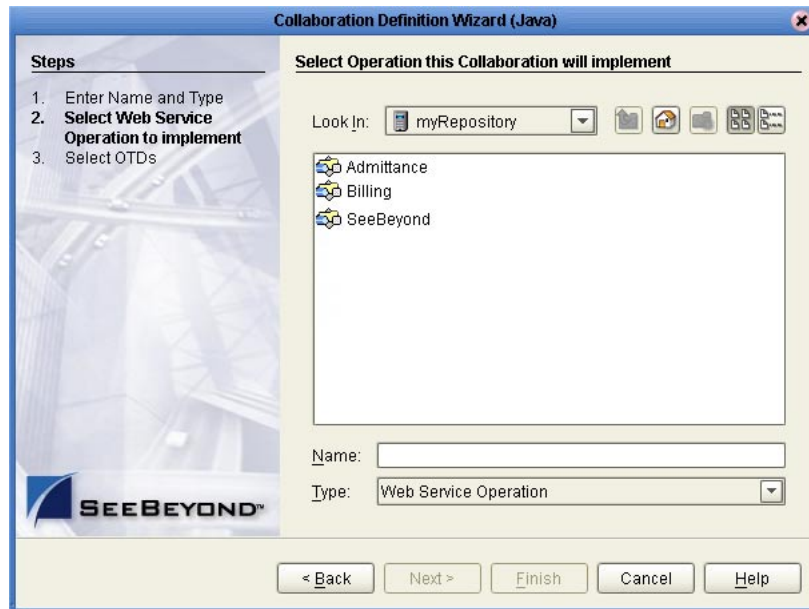 Collaboration Definition Wizard (Java)
Steps
1. Enter Name and Type
2. Select Web Service
Operation to implement
3. Select OTDs
SEEBEYOND™
Select Operation this Collaboration will implement
Look In: myRepository
Admittance
Billing
SeeBeyond
Name:
Type: Web Service Operation
< Back Next > Finish Cancel Help